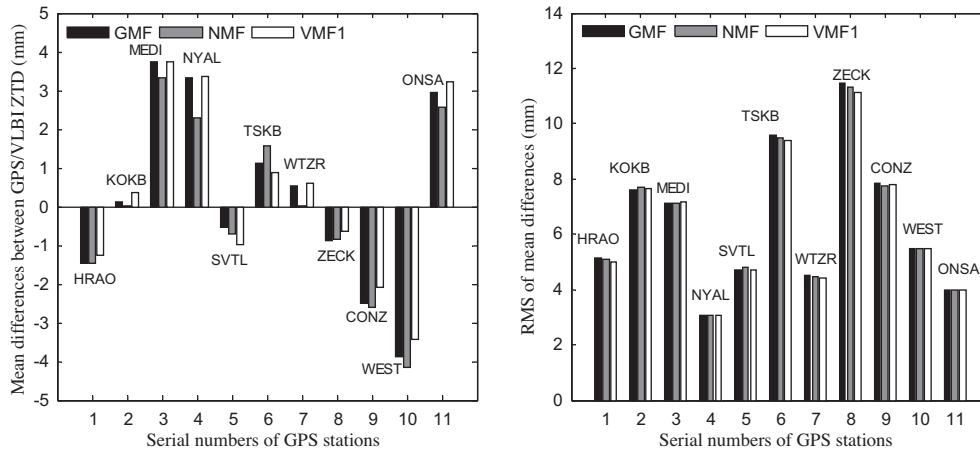 GMF NMF VMF1
MEDI
NYAL
ONSA
TSKB
KOKB
WTZR
HRAO
SVTL
ZECK
CONZ
WEST
5
4
3
2
1
0
-1
-2
-3
-4
-5
1 2 3 4 5 6 7 8 9 10 11
Serial numbers of GPS stations
Mean differences between GPS/VLBI ZTD (mm)
GMF NMF VMF1
ZECK
TSKB
KOKB
CONZ
MEDI
HRAO
WEST
SVTL
WTZR
NYAL
ONSA
14
12
10
8
6
4
2
0
1 2 3 4 5 6 7 8 9 10 11
Serial numbers of GPS stations
RMS of mean differences (mm)